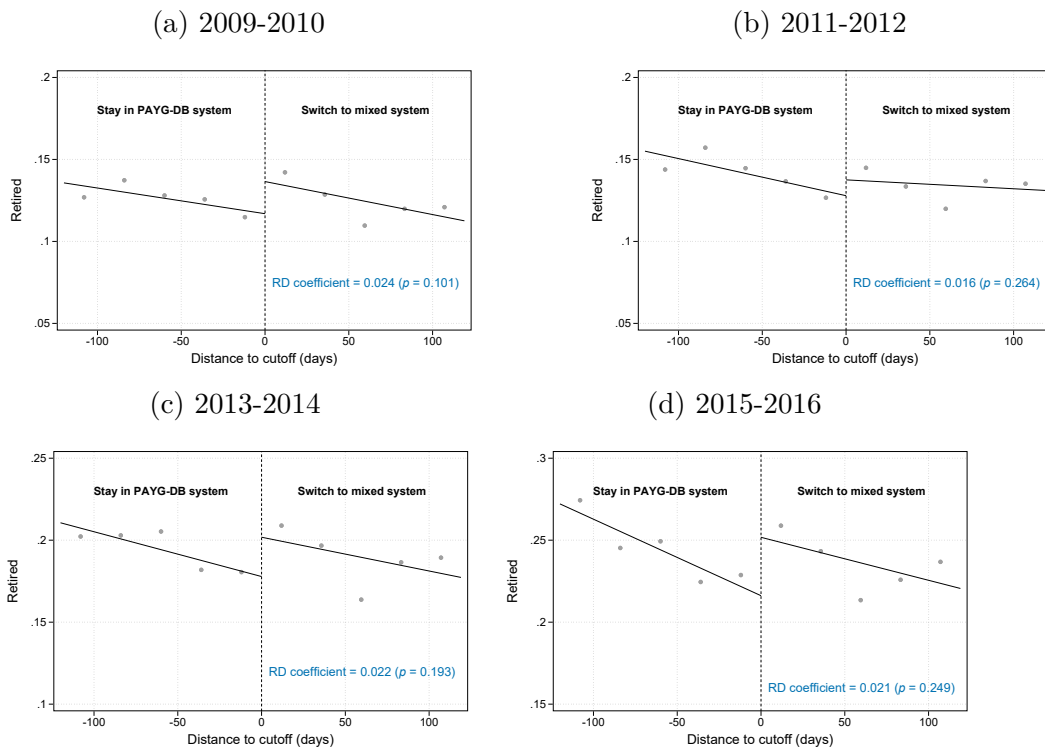 (a) 2009-2010
.2
.15
.1
.05
Retired
Stay in PAYG-DB system
Switch to mixed system
RD coefficient = 0.024 (p = 0.101)
-100 -50 0 50 100
Distance to cutoff (days)
(b) 2011-2012
.2
.15
.1
.05
Retired
Stay in PAYG-DB system
Switch to mixed system
RD coefficient = 0.016 (p = 0.264)
-100 -50 0 50 100
Distance to cutoff (days)
(c) 2013-2014
.25
.2
.15
.1
Retired
Stay in PAYG-DB system
Switch to mixed system
RD coefficient = 0.022 (p = 0.193)
-100 -50 0 50 100
Distance to cutoff (days)
(d) 2015-2016
.3
.25
.2
.15
Retired
Stay in PAYG-DB system
Switch to mixed system
RD coefficient = 0.021 (p = 0.249)
-100 -50 0 50 100
Distance to cutoff (days)